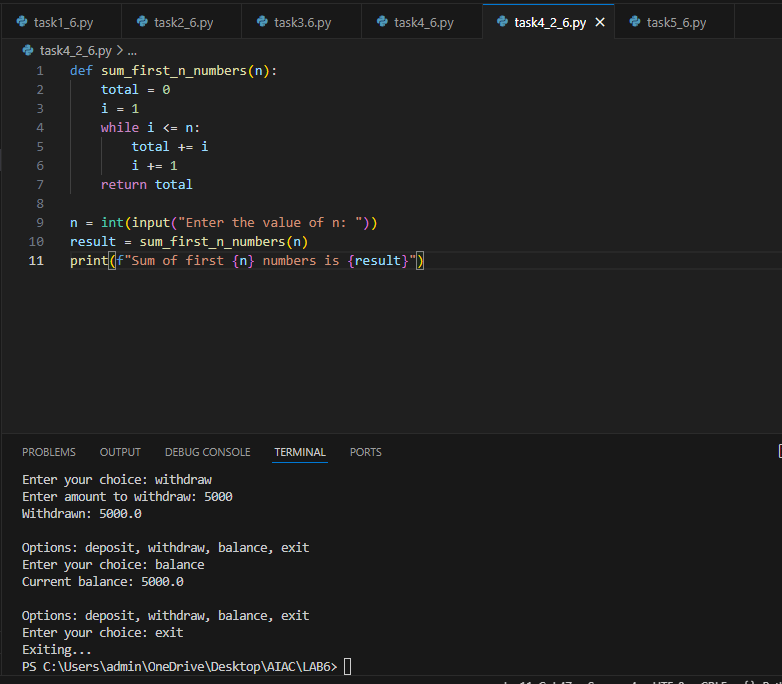 task1_6.py task2_6.py task3.6.py task4_6.py task4_2_6.py task5_6.py
task4_2_6.py > ...
1 def sum_first_n_numbers(n):
2     total = 0
3     i = 1
4     while i <= n:
5         total += i
6         i += 1
7     return total
8
9 n = int(input("Enter the value of n: "))
10 result = sum_first_n_numbers(n)
11 print(f"Sum of first {n} numbers is {result}")
PROBLEMS OUTPUT DEBUG CONSOLE TERMINAL PORTS
Enter your choice: withdraw
Enter amount to withdraw: 5000
Withdrawn: 5000.0
Options: deposit, withdraw, balance, exit
Enter your choice: balance
Current balance: 5000.0
Options: deposit, withdraw, balance, exit
Enter your choice: exit
Exiting...
PS C:\Users\admin\OneDrive\Desktop\AIAC\LAB6>